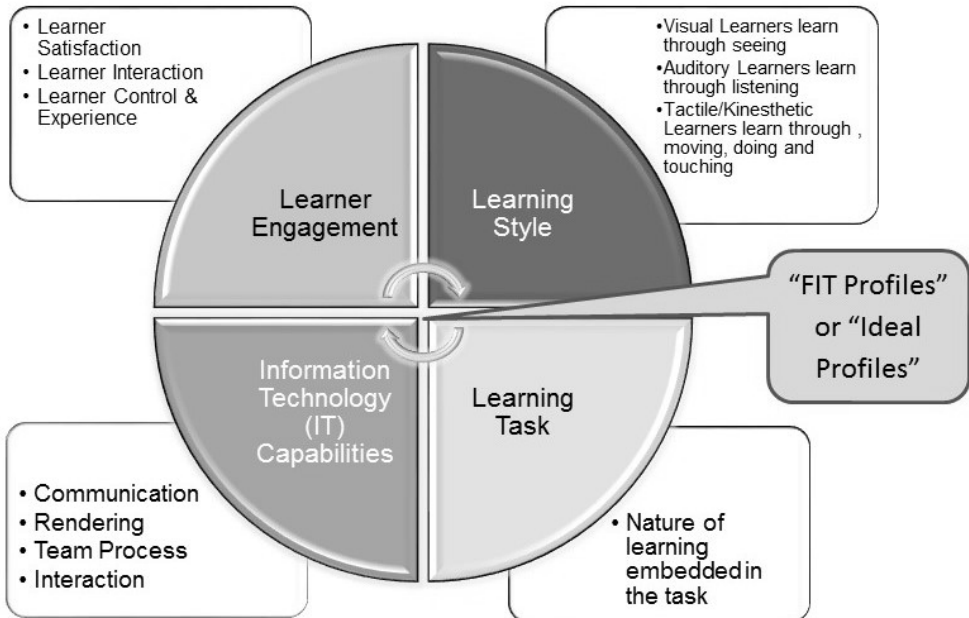 • Learner
Satisfaction
• Learner Interaction
• Learner Control &
Experience
•Visual Learners learn
through seeing
•Auditory Learners learn
through listening
•Tactile/Kinesthetic
Learners learn through ,
moving, doing and
touching
Learner
Engagement
Learning
Style
"FIT Profiles"
or "Ideal
Profiles"
Information
Technology
(IT)
Capabilities
Learning
Task
• Communication
• Rendering
• Team Process
• Interaction
• Nature of
learning
embedded in
the task